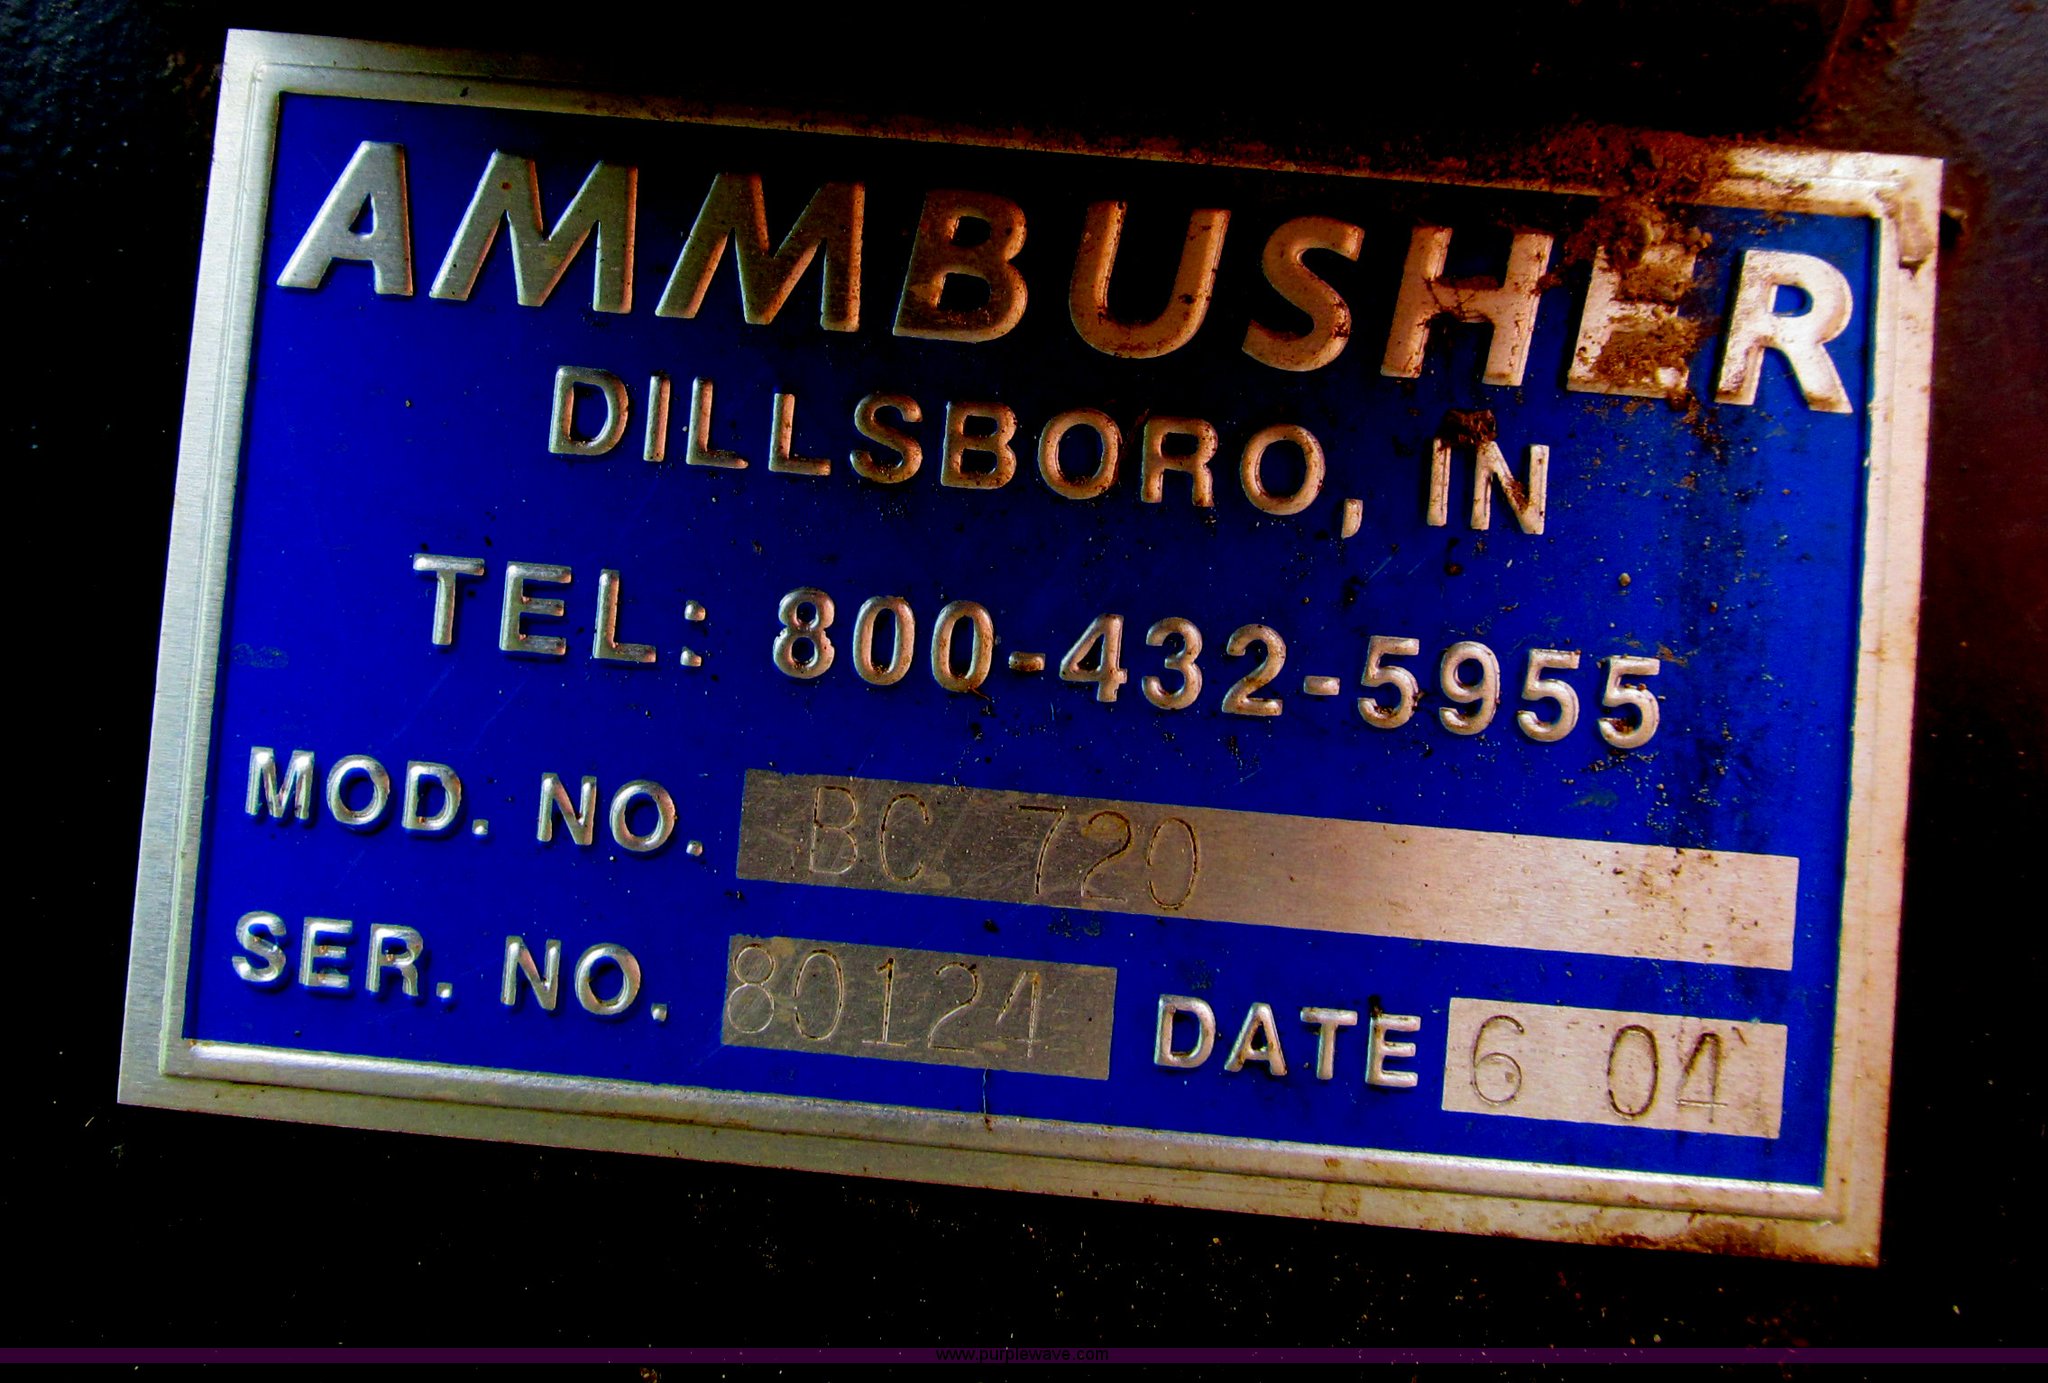 AMMBUSHER
DILLSBORO, IN
TEL: 800-432-5955
MOD. NO. BC 720
SER. NO. 80124 DATE 6 04
www.purplewave.com